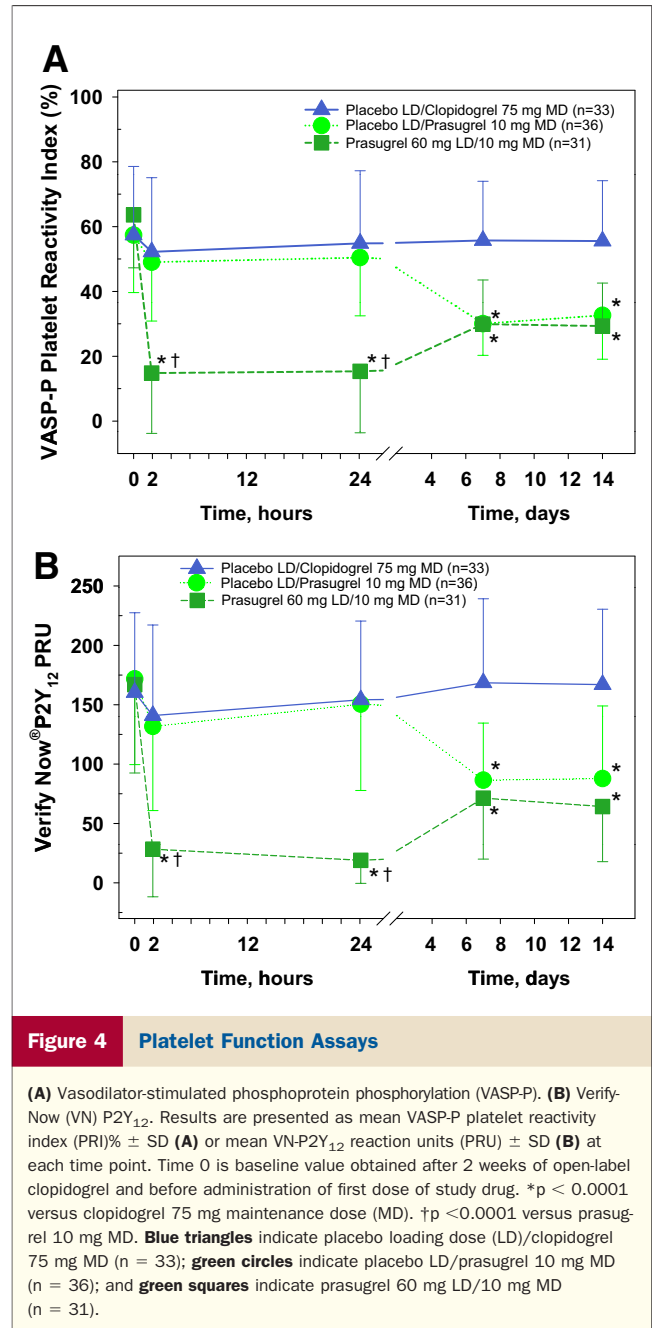 A
VASP-P Platelet Reactivity Index (%)
100
80
60
40
20
0
Placebo LD/Clopidogrel 75 mg MD (n=33)
Placebo LD/Prasugrel 10 mg MD (n=36)
Prasugrel 60 mg LD/10 mg MD (n=31)
* †
* †
*
*
*
*
0 2 12 24 4 6 8 10 12 14
Time, hours Time, days
B
Verify Now®P2Y₁₂ PRU
250
200
150
100
50
0
Placebo LD/Clopidogrel 75 mg MD (n=33)
Placebo LD/Prasugrel 10 mg MD (n=36)
Prasugrel 60 mg LD/10 mg MD (n=31)
* †
* †
*
*
*
*
0 2 12 24 4 6 8 10 12 14
Time, hours Time, days
Figure 4 Platelet Function Assays
(A) Vasodilator-stimulated phosphoprotein phosphorylation (VASP-P). (B) Verify-
Now (VN) P2Y₁₂. Results are presented as mean VASP-P platelet reactivity
index (PRI)% ± SD (A) or mean VN-P2Y₁₂ reaction units (PRU) ± SD (B) at
each time point. Time 0 is baseline value obtained after 2 weeks of open-label
clopidogrel and before administration of first dose of study drug. *p < 0.0001
versus clopidogrel 75 mg maintenance dose (MD). †p <0.0001 versus prasug-
rel 10 mg MD. Blue triangles indicate placebo loading dose (LD)/clopidogrel
75 mg MD (n = 33); green circles indicate placebo LD/prasugrel 10 mg MD
(n = 36); and green squares indicate prasugrel 60 mg LD/10 mg MD
(n = 31).